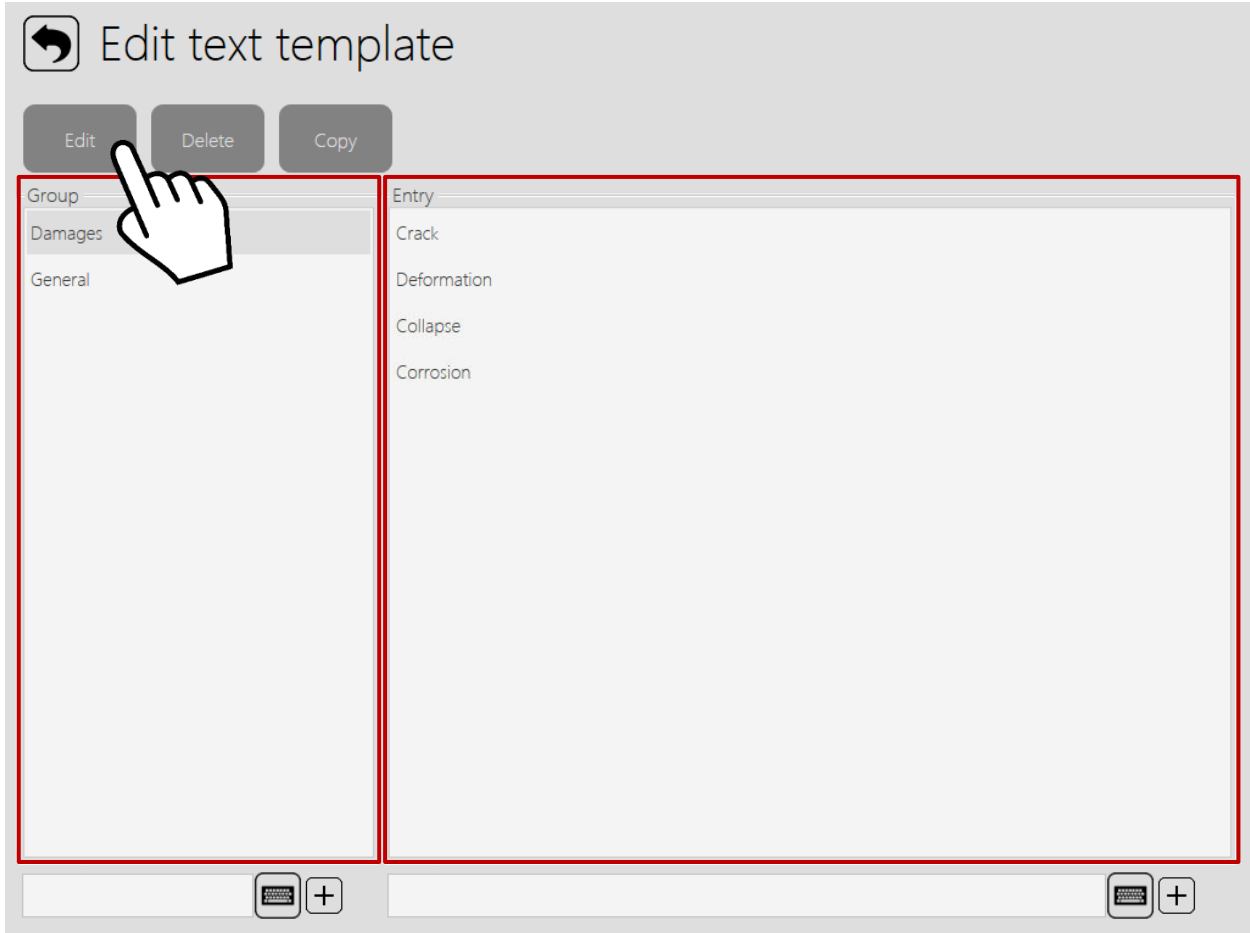 Edit text template
Edit
Delete
Copy
Group
Damages
General
Entry
Crack
Deformation
Collapse
Corrosion